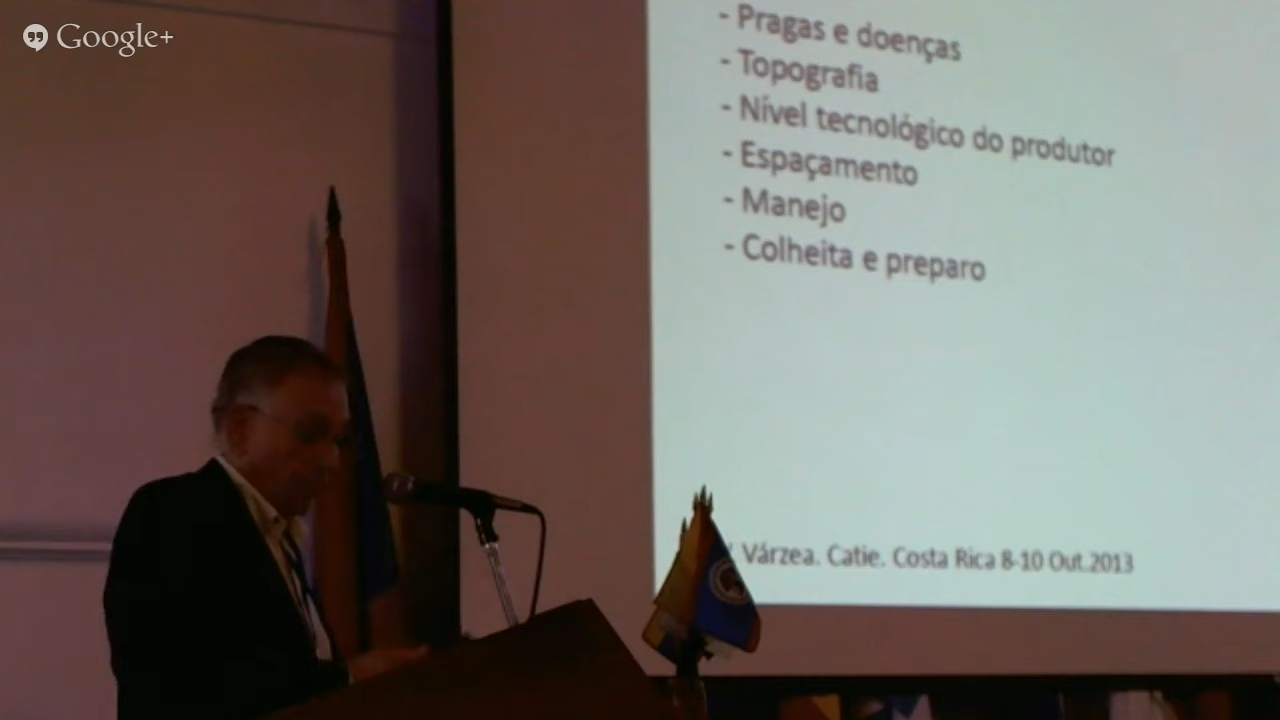 Google+
- Pragas e doenças
- Topografia
- Nível tecnológico do produtor
- Espaçamento
- Manejo
- Colheita e preparo
Várzea. Catie. Costa Rica 8-10 Out.2013